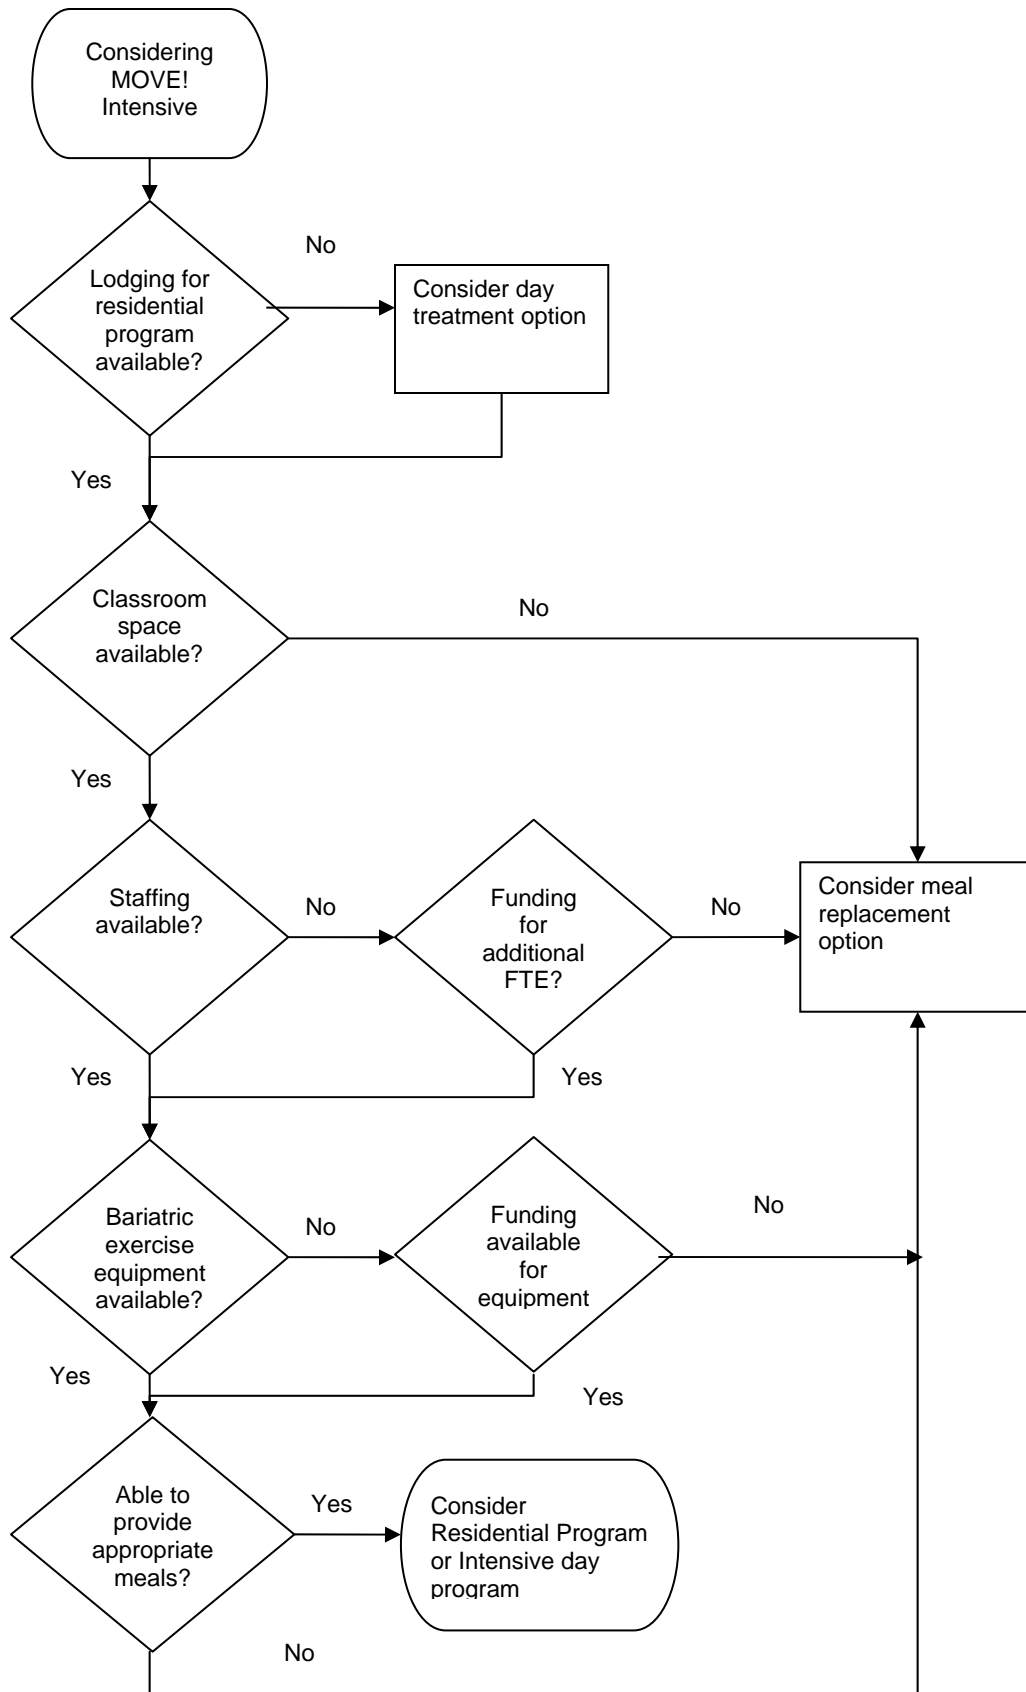 Considering
MOVE!
Intensive
No
Lodging for
residential
program
available?
Consider day
treatment option
Yes
Classroom
space
available?
No
Yes
Staffing
available?
No
Funding
for
additional
FTE?
No
Consider meal
replacement
option
Yes
Yes
Bariatric
exercise
equipment
available?
No
Funding
available
for
equipment
No
Yes
Yes
Able to
provide
appropriate
meals?
Yes
Consider
Residential Program
or Intensive day
program
No